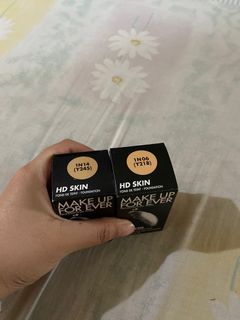 1N14
(Y245)
HD SKIN
FOND DE TEINT - FOUNDATION
MAKE UP
FOR EVER
1N06
(Y218)
HD SKIN
FOND DE TEINT - FOUNDATION
MAKE UP
FOR EVER